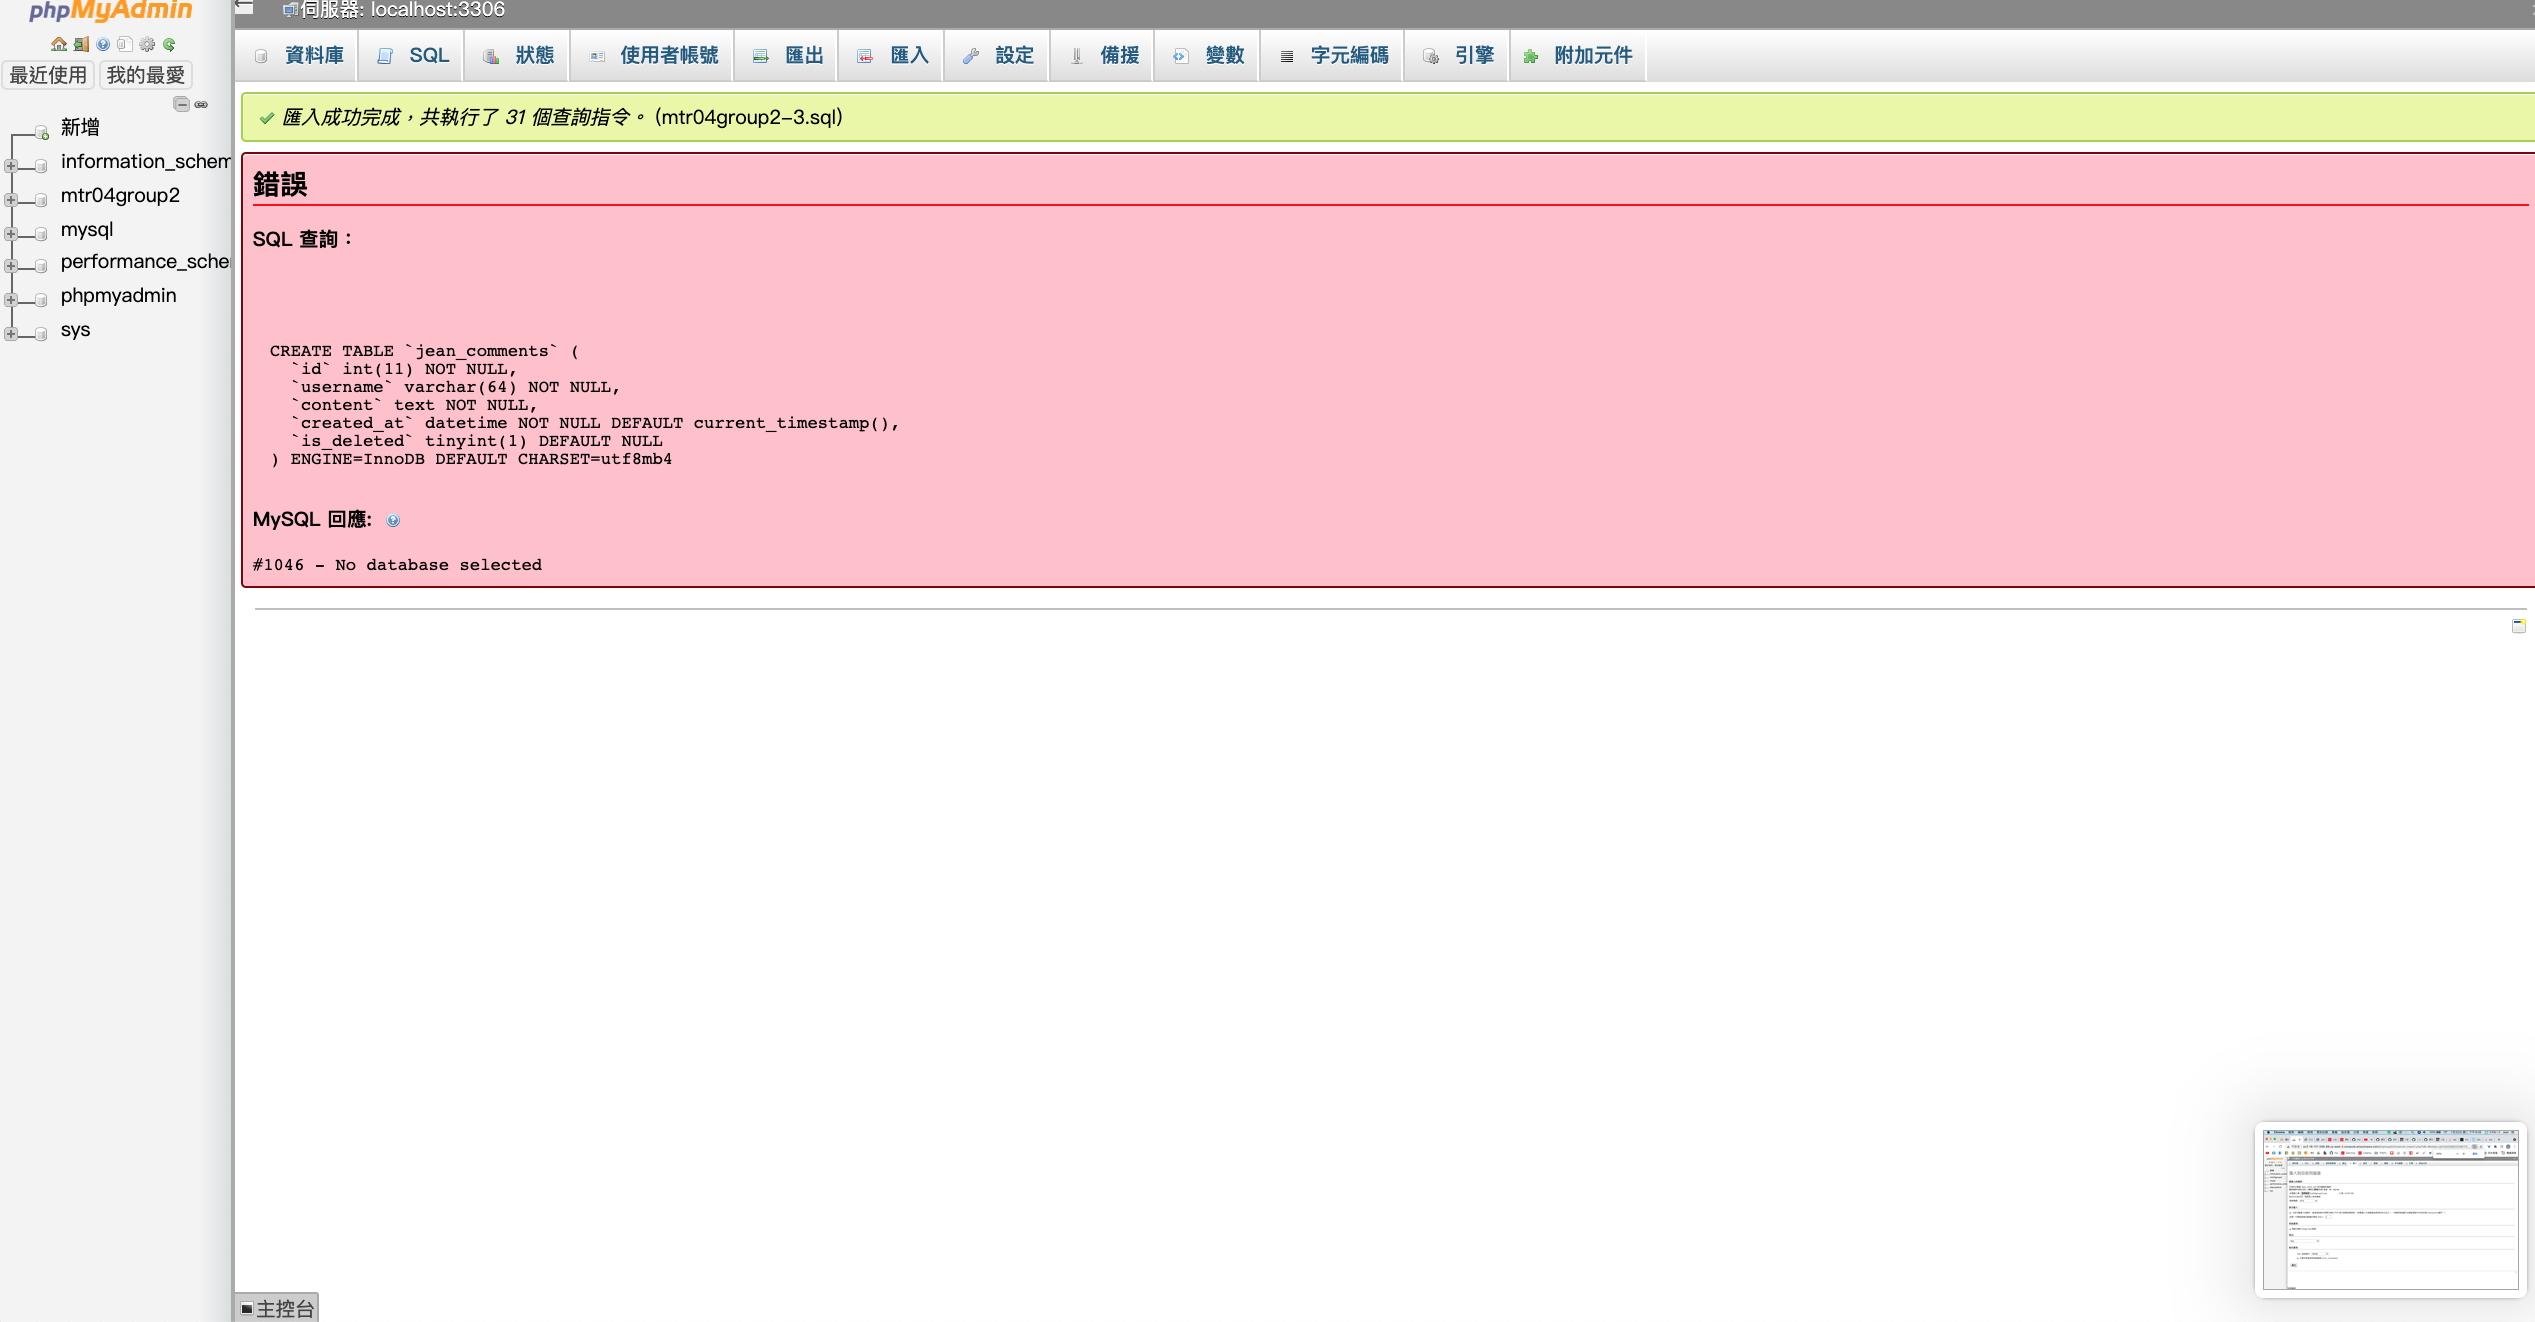 phpMyAdmin
最近使用 我的最愛
新增
information_schem
mtr04group2
mysql
performance_sche
phpmyadmin
sys
伺服器: localhost:3306
資料庫 SQL 狀態 使用者帳號 匯出 匯入 設定 備援 變數 字元編碼 引擎 附加元件
匯入成功完成，共執行了 31 個查詢指令。 (mtr04group2-3.sql)
錯誤
SQL 查詢：
CREATE TABLE `jean_comments` (
`id` int(11) NOT NULL,
`username` varchar(64) NOT NULL,
`content` text NOT NULL,
`created_at` datetime NOT NULL DEFAULT current_timestamp(),
`is_deleted` tinyint(1) DEFAULT NULL
) ENGINE=InnoDB DEFAULT CHARSET=utf8mb4
MySQL 回應:
#1046 - No database selected
主控台